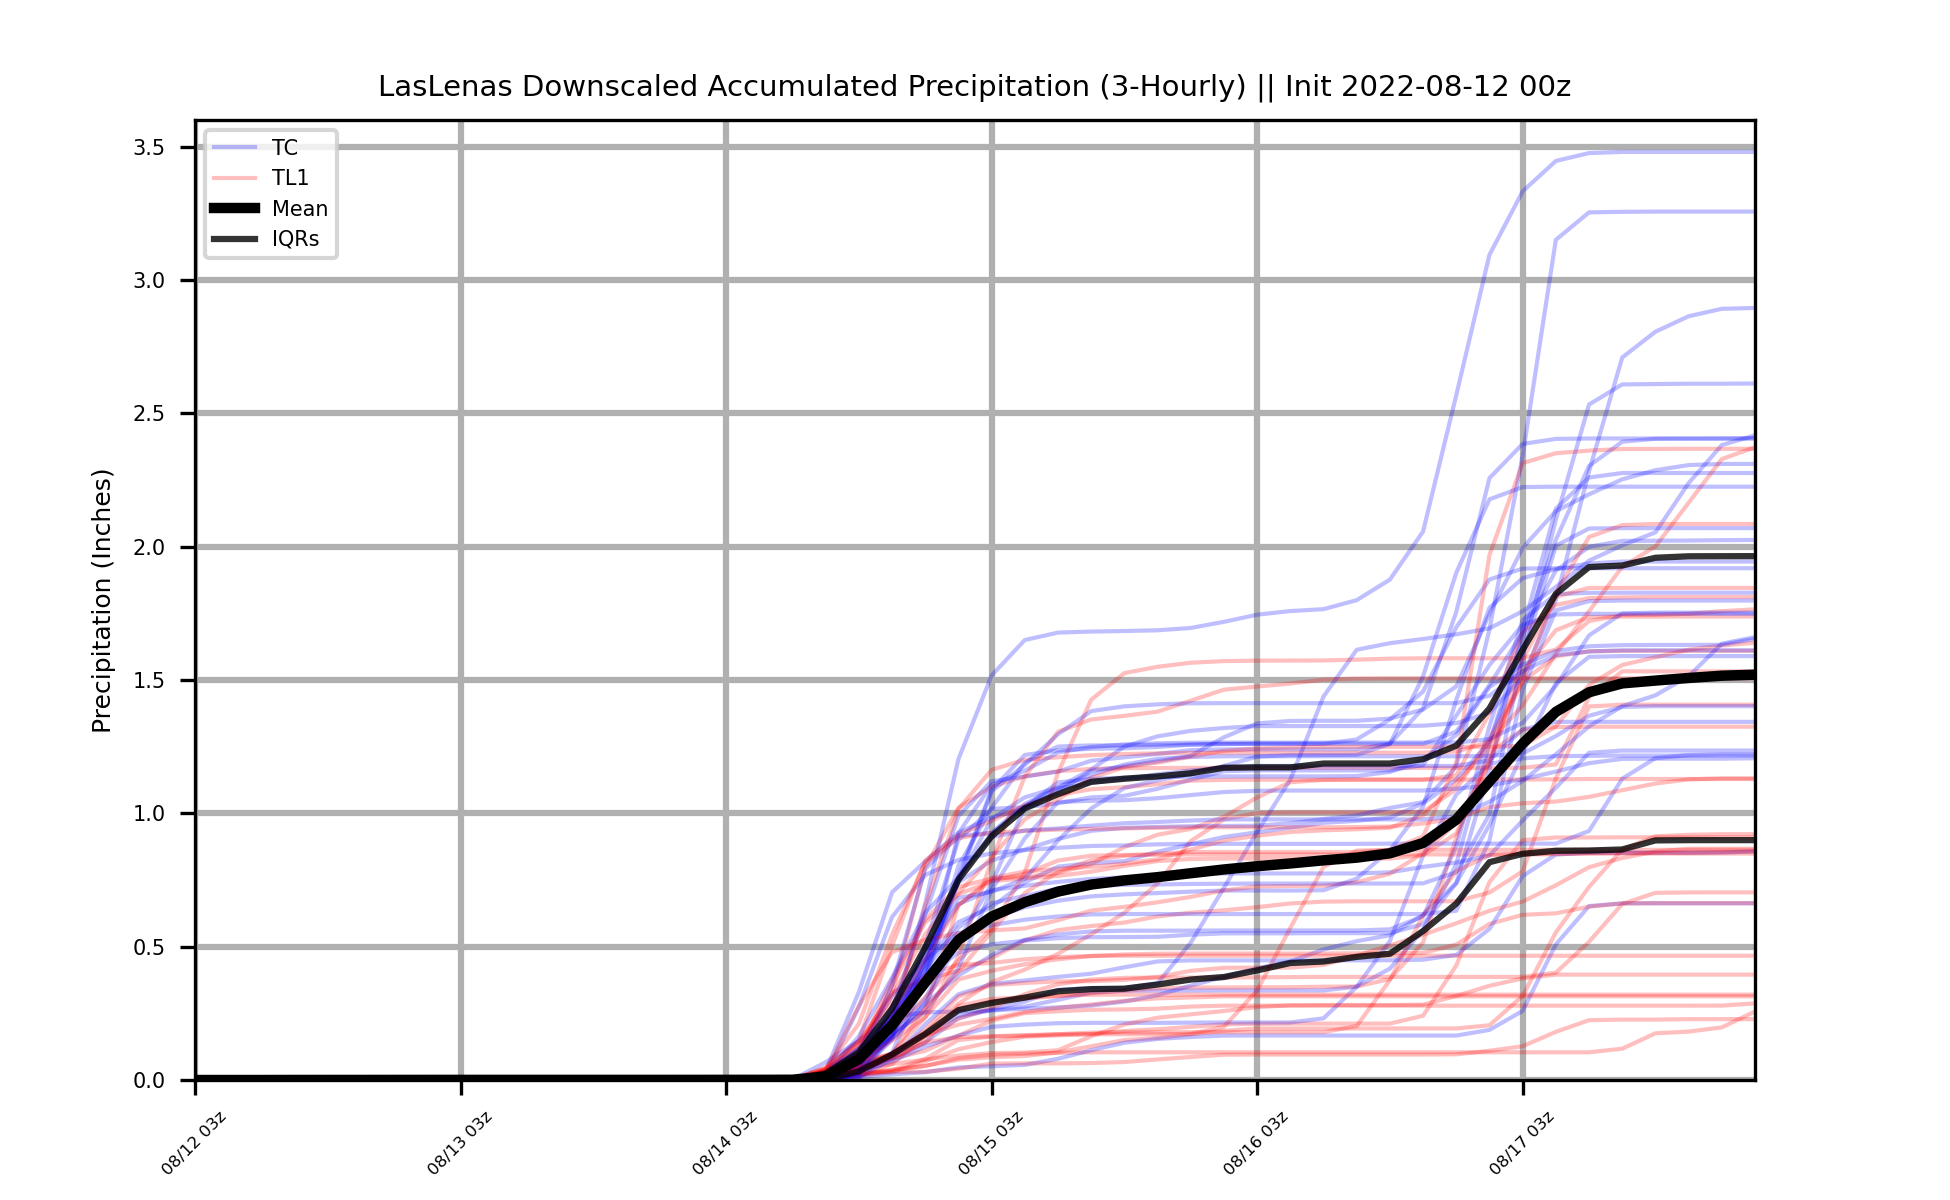 LasLenas Downscaled Accumulated Precipitation (3-Hourly) || Init 2022-08-12 00z
TC
TL1
Mean
IQRs
Precipitation (Inches)
3.5
3.0
2.5
2.0
1.5
1.0
0.5
0.0
08/12 03z
08/13 03z
08/14 03z
08/15 03z
08/16 03z
08/17 03z